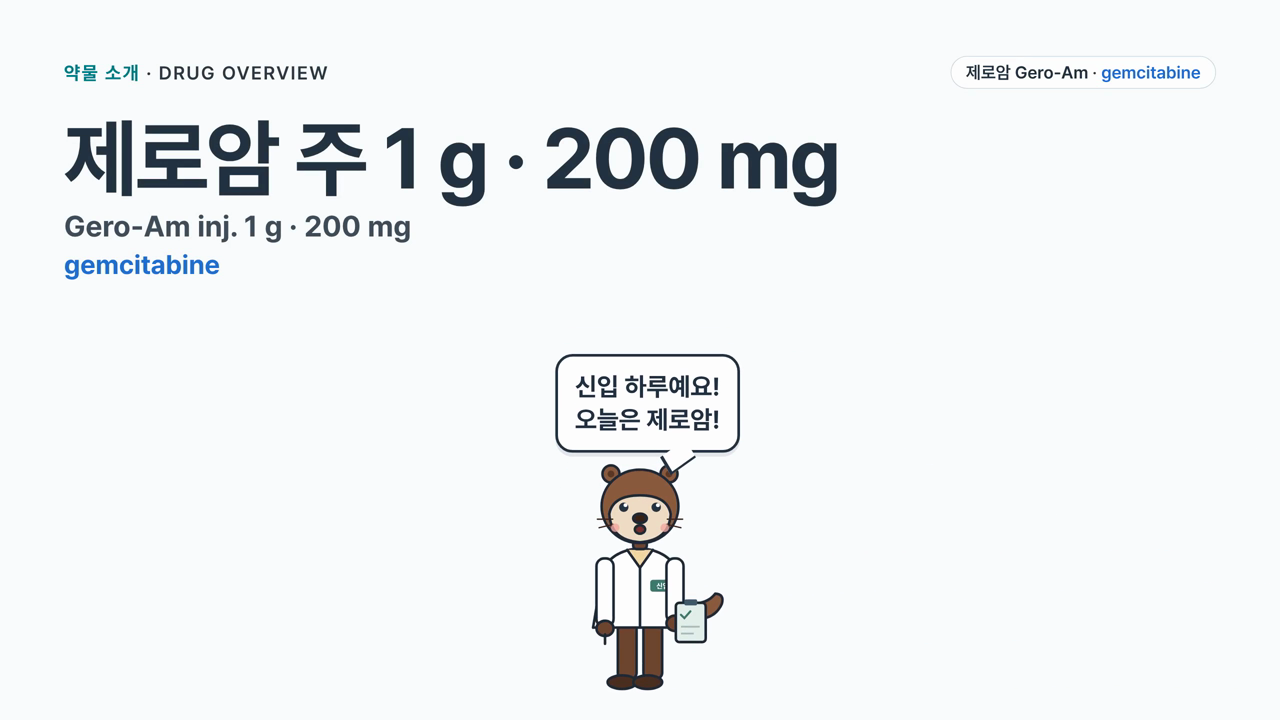 약물 소개 · DRUG OVERVIEW
제로암 Gero-Am · gemcitabine
제로암 주 1 g · 200 mg
Gero-Am inj. 1 g · 200 mg
gemcitabine
신입 하루예요!
오늘은 제로암!